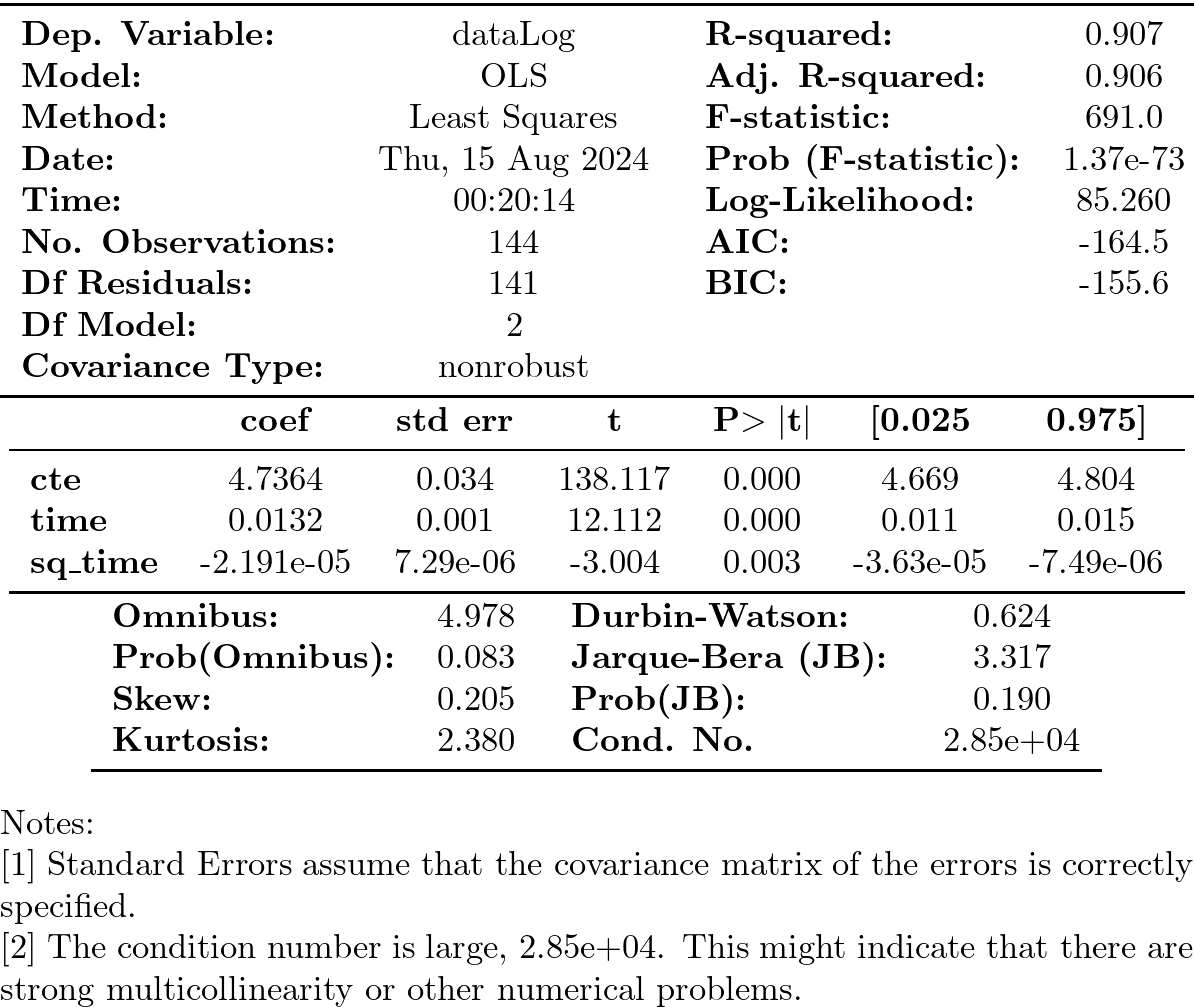 Dep. Variable: dataLog R-squared: 0.907
Model: OLS Adj. R-squared: 0.906
Method: Least Squares F-statistic: 691.0
Date: Thu, 15 Aug 2024 Prob (F-statistic): 1.37e-73
Time: 00:20:14 Log-Likelihood: 85.260
No. Observations: 144 AIC: -164.5
Df Residuals: 141 BIC: -155.6
Df Model: 2
Covariance Type: nonrobust
coef std err t P> |t| [0.025 0.975]
cte 4.7364 0.034 138.117 0.000 4.669 4.804
time 0.0132 0.001 12.112 0.000 0.011 0.015
sq_time -2.191e-05 7.29e-06 -3.004 0.003 -3.63e-05 -7.49e-06
Omnibus: 4.978 Durbin-Watson: 0.624
Prob(Omnibus): 0.083 Jarque-Bera (JB): 3.317
Skew: 0.205 Prob(JB): 0.190
Kurtosis: 2.380 Cond. No. 2.85e+04
Notes:
[1] Standard Errors assume that the covariance matrix of the errors is correctly
specified.
[2] The condition number is large, 2.85e+04. This might indicate that there are
strong multicollinearity or other numerical problems.